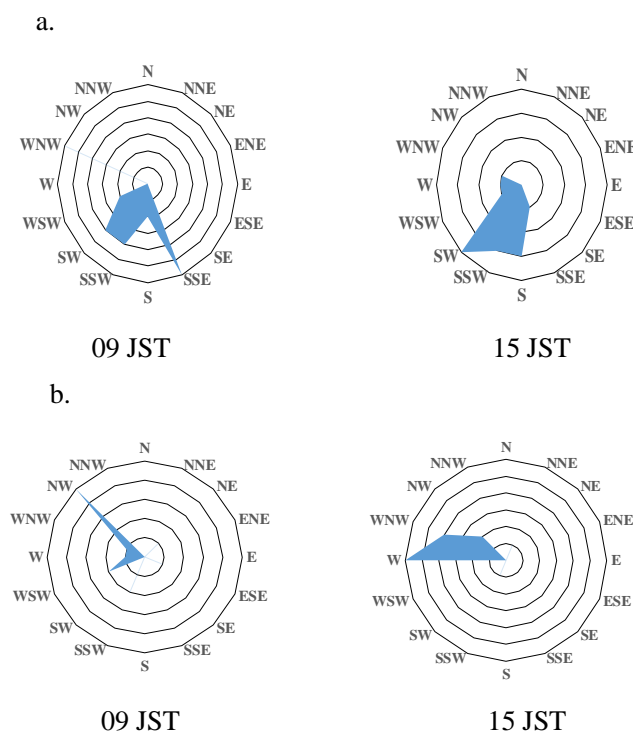 a.
N
NNW NNE
NW NE
WNW ENE
W E
WSW ESE
SW SE
SSW SSE
S
09 JST
N
NNW NNE
NW NE
WNW ENE
W E
WSW ESE
SW SE
SSW SSE
S
15 JST
b.
N
NNW NNE
NW NE
WNW ENE
W E
WSW ESE
SW SE
SSW SSE
S
09 JST
N
NNW NNE
NW NE
WNW ENE
W E
WSW ESE
SW SE
SSW SSE
S
15 JST